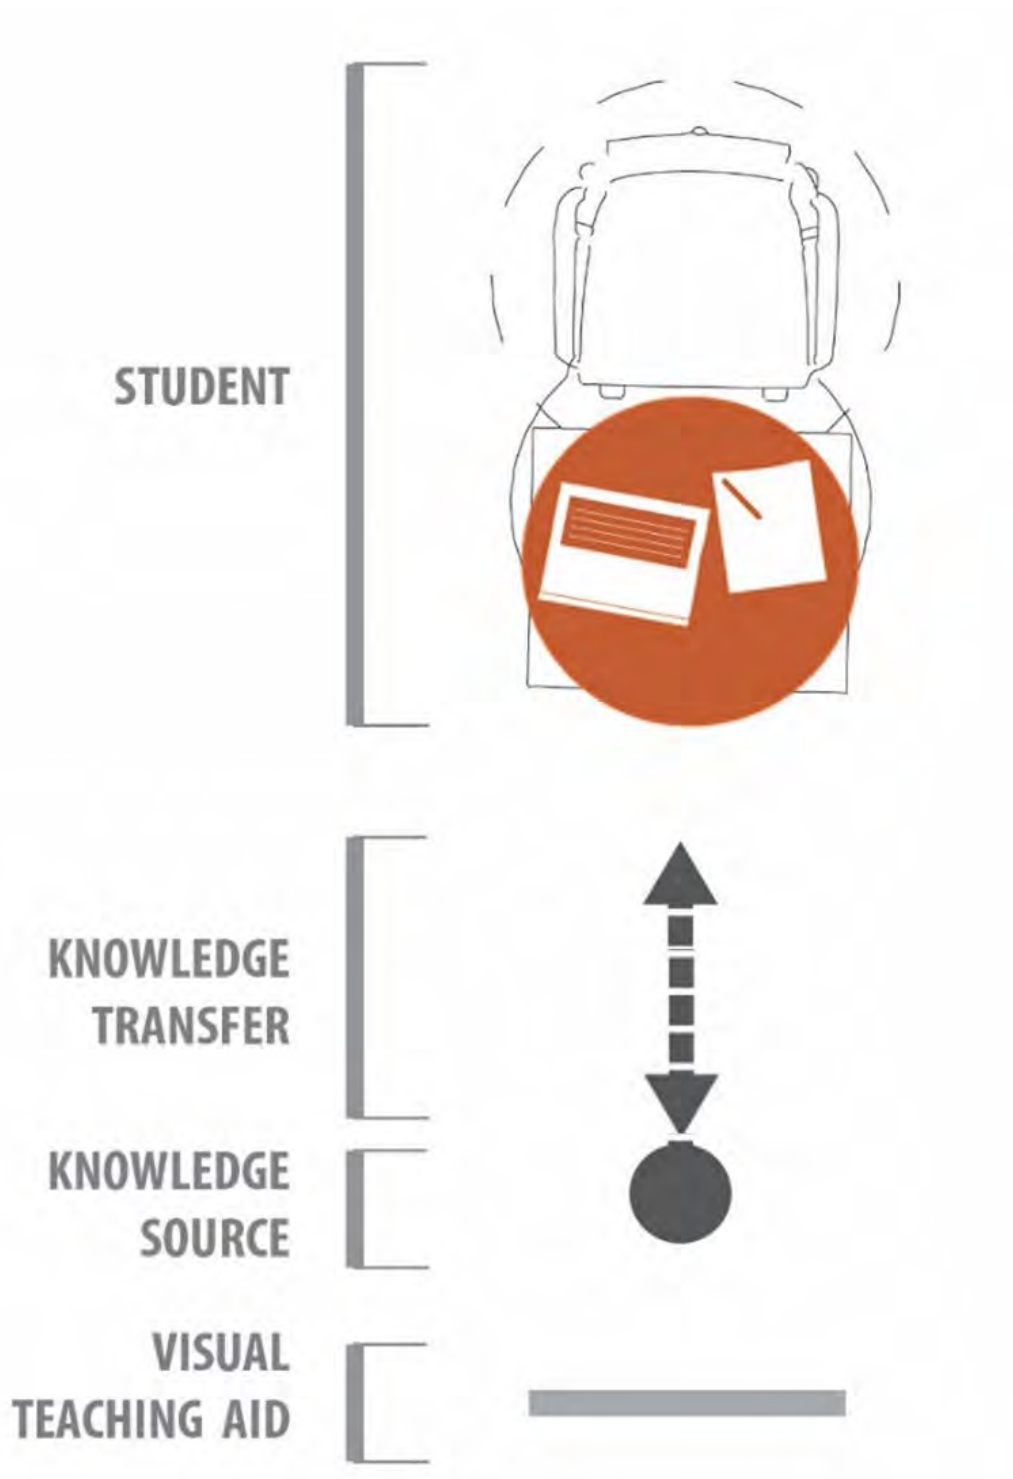 STUDENT
KNOWLEDGE
TRANSFER
KNOWLEDGE
SOURCE
VISUAL
TEACHING AID